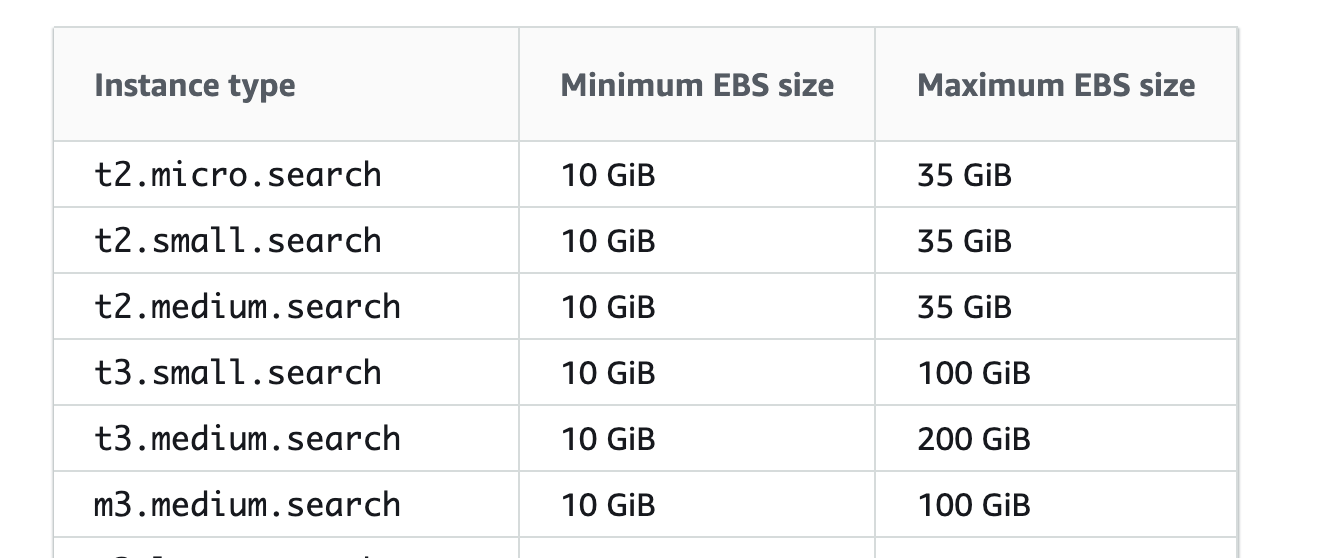 Instance type Minimum EBS size Maximum EBS size
t2.micro.search 10 GiB 35 GiB
t2.small.search 10 GiB 35 GiB
t2.medium.search 10 GiB 35 GiB
t3.small.search 10 GiB 100 GiB
t3.medium.search 10 GiB 200 GiB
m3.medium.search 10 GiB 100 GiB